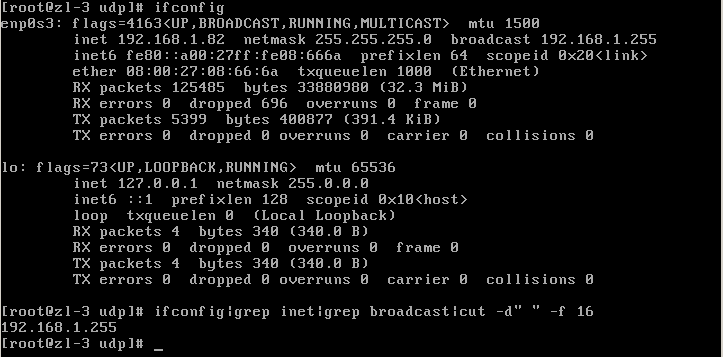 [root@zl-3 udp]# ifconfig
enp0s3: flags=4163<UP,BROADCAST,RUNNING,MULTICAST>  mtu 1500
        inet 192.168.1.82  netmask 255.255.255.0  broadcast 192.168.1.255
        inet6 fe80::a00:27ff:fe08:666a  prefixlen 64  scopeid 0x20<link>
        ether 08:00:27:08:66:6a  txqueuelen 1000  (Ethernet)
        RX packets 125485  bytes 33880980 (32.3 MiB)
        RX errors 0  dropped 696  overruns 0  frame 0
        TX packets 5399  bytes 400877 (391.4 KiB)
        TX errors 0  dropped 0 overruns 0  carrier 0  collisions 0
lo: flags=73<UP,LOOPBACK,RUNNING>  mtu 65536
        inet 127.0.0.1  netmask 255.0.0.0
        inet6 ::1  prefixlen 128  scopeid 0x10<host>
        loop  txqueuelen 0  (Local Loopback)
        RX packets 4  bytes 340 (340.0 B)
        RX errors 0  dropped 0  overruns 0  frame 0
        TX packets 4  bytes 340 (340.0 B)
        TX errors 0  dropped 0 overruns 0  carrier 0  collisions 0
[root@zl-3 udp]# ifconfig|grep inet|grep broadcast|cut -d" " -f 16
192.168.1.255
[root@zl-3 udp]# _